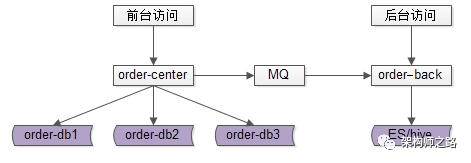 前台访问
后台访问
order-center
MQ
order–back
order-db1
order-db2
order-db3
ES/hive
架构师之路